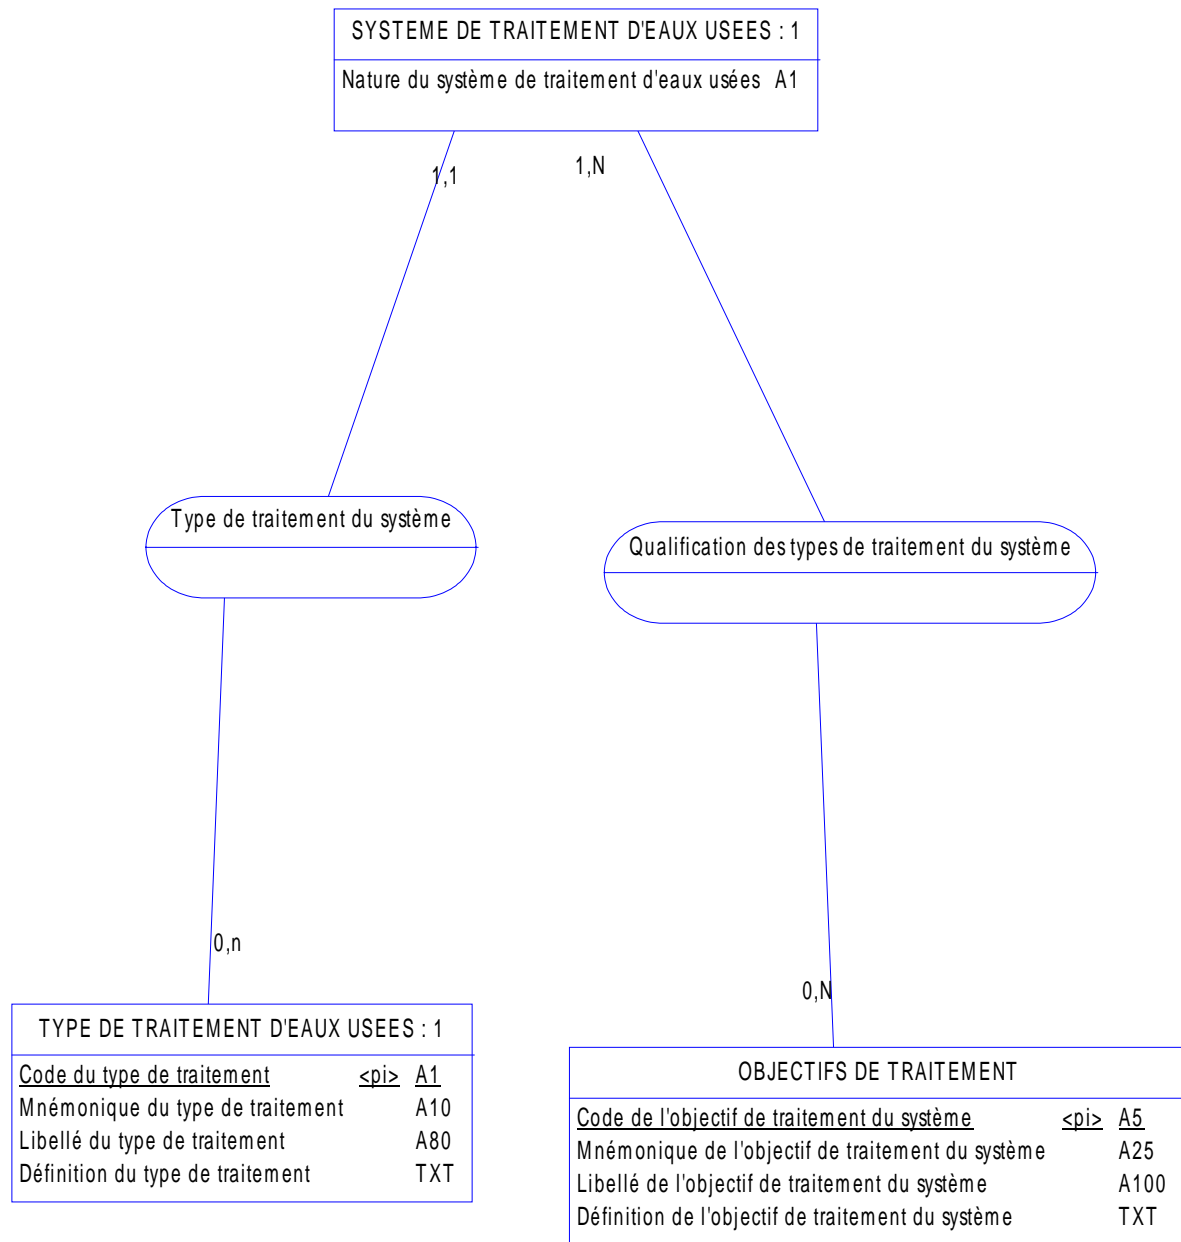 SYSTEME DE TRAITEMENT D'EAUX USEES : 1
Nature du système de traitement d'eaux usées A1
1,1
1,N
Type de traitement du système
Qualification des types de traitement du système
0,n
0,N
TYPE DE TRAITEMENT D'EAUX USEES : 1
Code du type de traitement <pi> A1
Mnémonique du type de traitement A10
Libellé du type de traitement A80
Définition du type de traitement TXT
OBJECTIFS DE TRAITEMENT
Code de l'objectif de traitement du système <pi> A5
Mnémonique de l'objectif de traitement du système A25
Libellé de l'objectif de traitement du système A100
Définition de l'objectif de traitement du système TXT